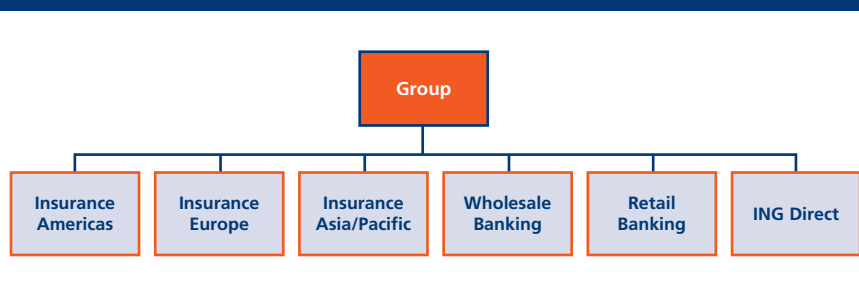 Group
Insurance
Americas
Insurance
Europe
Insurance
Asia/Pacific
Wholesale
Banking
Retail
Banking
ING Direct